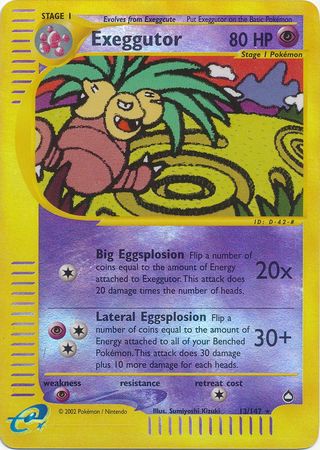 STAGE 1
Evolves from Exeggcute
Put Exeggutor on the Basic Pokémon
Exeggutor
80 HP
Stage 1 Pokémon
ID: D-42-#
Big Eggsplosion Flip a number of
coins equal to the amount of Energy
attached to Exeggutor. This attack does
20 damage times the number of heads.
20x
Lateral Eggsplosion Flip a
number of coins equal to the amount of
Energy attached to all of your Benched
Pokémon. This attack does 30 damage
plus 10 more damage for each heads.
30+
weakness
resistance
retreat cost
e
© 2002 Pokémon / Nintendo
Illus. Sumiyoshi Kizuki
13/147 ★